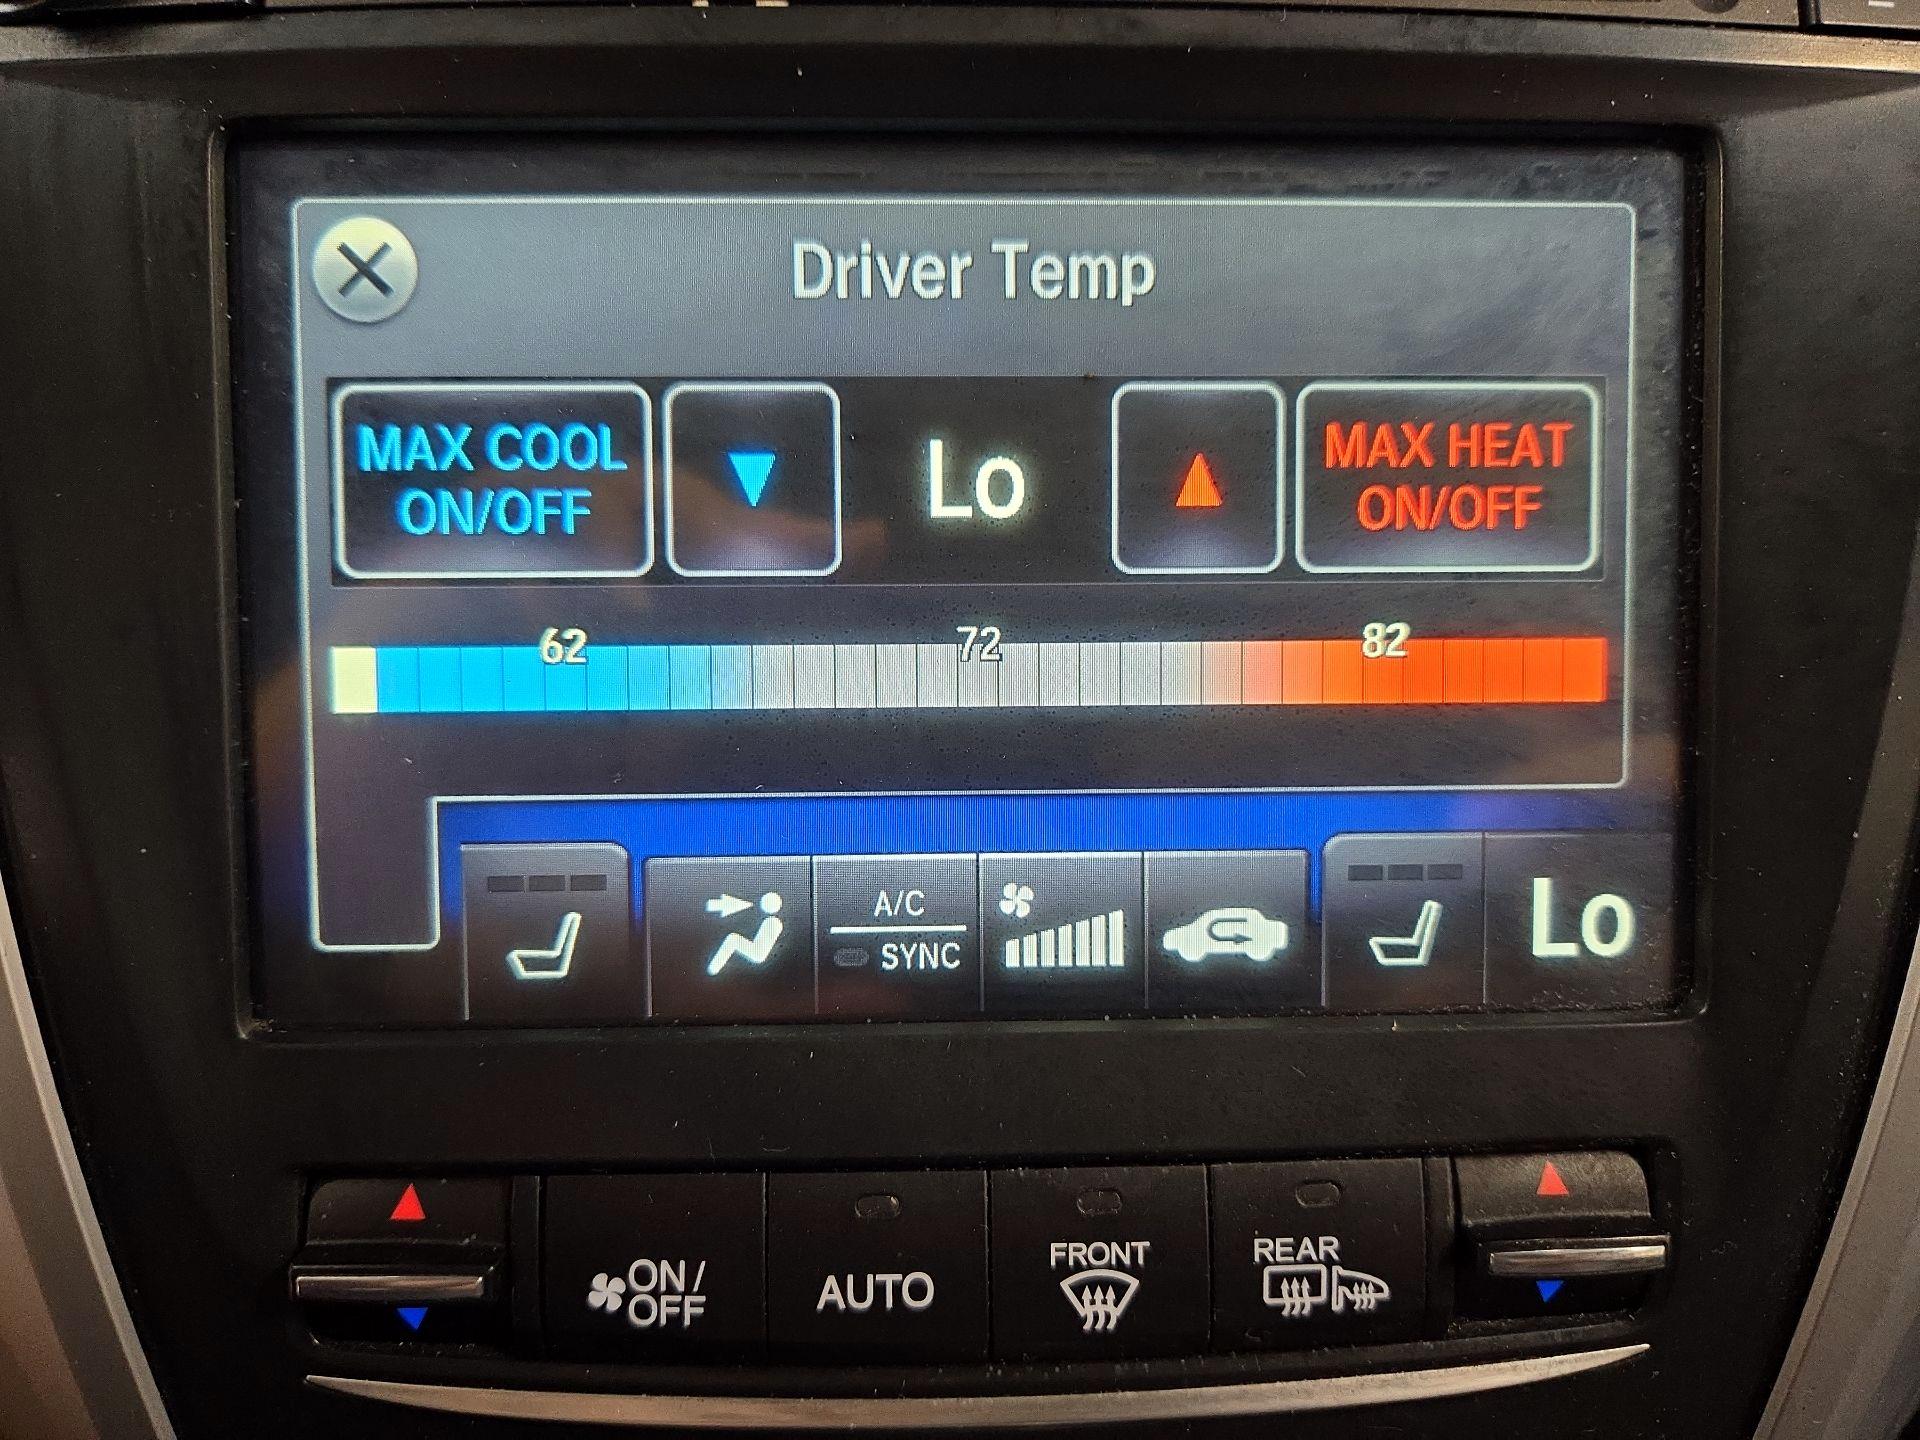 Driver Temp
MAX COOL
ON/OFF
Lo
MAX HEAT
ON/OFF
62
72
82
A/C
SYNC
Lo
ON/
OFF
AUTO
FRONT
REAR